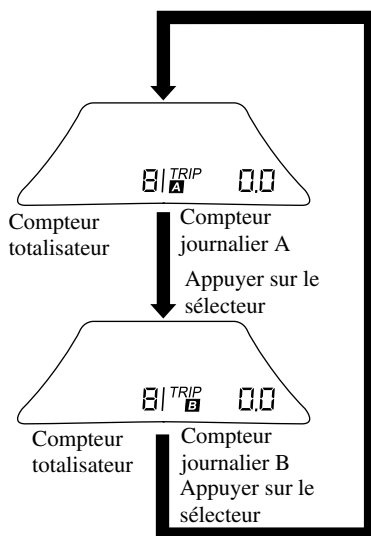 8 TRIP A 0.0
Compteur totalisateur
Compteur journalier A
Appuyer sur le sélecteur
8 TRIP B 0.0
Compteur totalisateur
Compteur journalier B
Appuyer sur le sélecteur